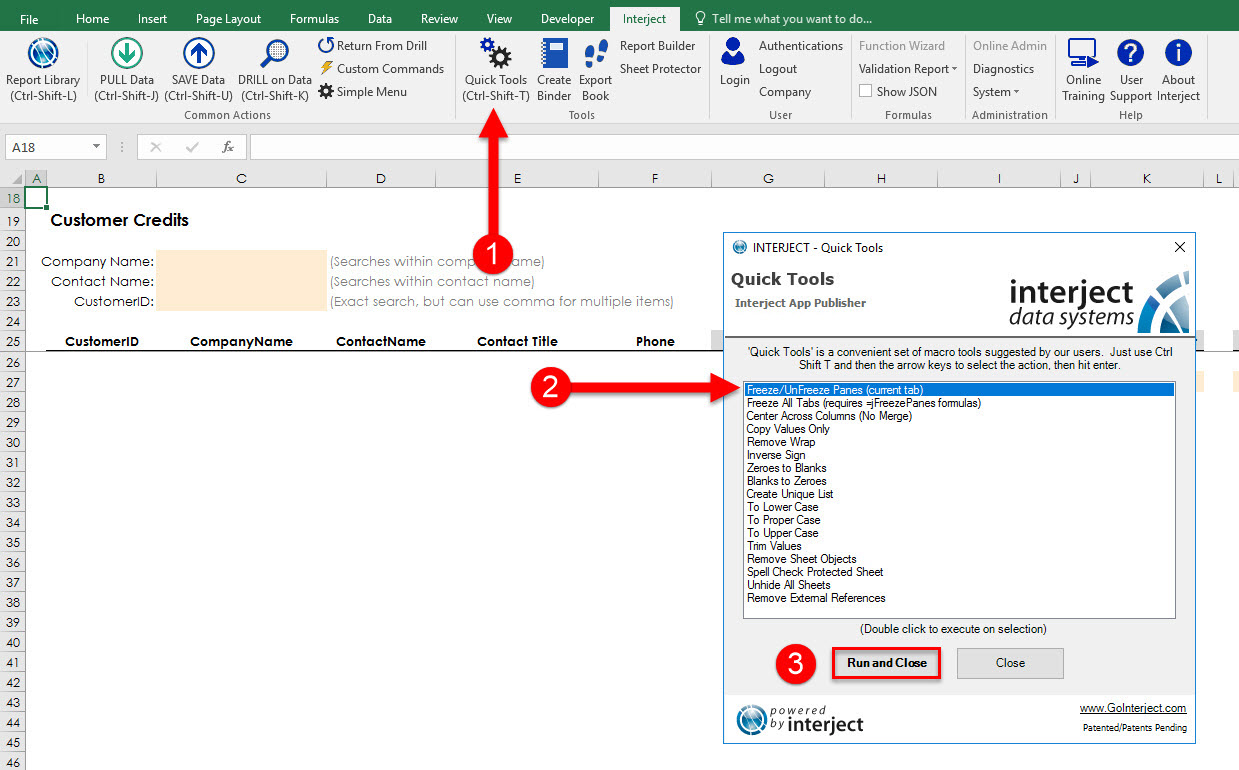 File Home Insert Page Layout Formulas Data Review View Developer Interject Tell me what you want to do...
Report Library
(Ctrl-Shift-L)
PULL Data
(Ctrl-Shift-J)
SAVE Data
(Ctrl-Shift-U)
DRILL on Data
(Ctrl-Shift-K)
Return From Drill
Custom Commands
Simple Menu
Common Actions
Quick Tools
(Ctrl-Shift-T)
Create
Binder
Export
Book
Report Builder
Sheet Protector
Tools
Login
Authentications
Logout
Company
User
Function Wizard
Validation Report
Show JSON
Formulas
Online Admin
Diagnostics
System
Administration
Online
Training
User
Support
About
Interject
Help
A18 fx
A B C D E F G H I J K L
18
19 Customer Credits
20
21 Company Name: (Searches within comp name)
22 Contact Name: (Searches within contact name)
23 CustomerID: (Exact search, but can use comma for multiple items)
24
25 CustomerID CompanyName ContactName Contact Title Phone
26
27
28
29
30
31
32
33
34
35
36
37
38
39
40
41
42
43
44
45
46
1
2
3
INTERJECT - Quick Tools
Quick Tools
Interject App Publisher
interject
data systems
'Quick Tools' is a convenient set of macro tools suggested by our users. Just use Ctrl
Shift T and then the arrow keys to select the action, then hit enter.
Freeze/UnFreeze Panes (current tab)
Freeze All Tabs (requires =jFreezePanes formulas)
Center Across Columns (No Merge)
Copy Values Only
Remove Wrap
Inverse Sign
Zeroes to Blanks
Blanks to Zeroes
Create Unique List
To Lower Case
To Proper Case
To Upper Case
Trim Values
Remove Sheet Objects
Spell Check Protected Sheet
Unhide All Sheets
Remove External References
(Double click to execute on selection)
Run and Close Close
powered
by interject
www.GoInterject.com
Patented/Patents Pending